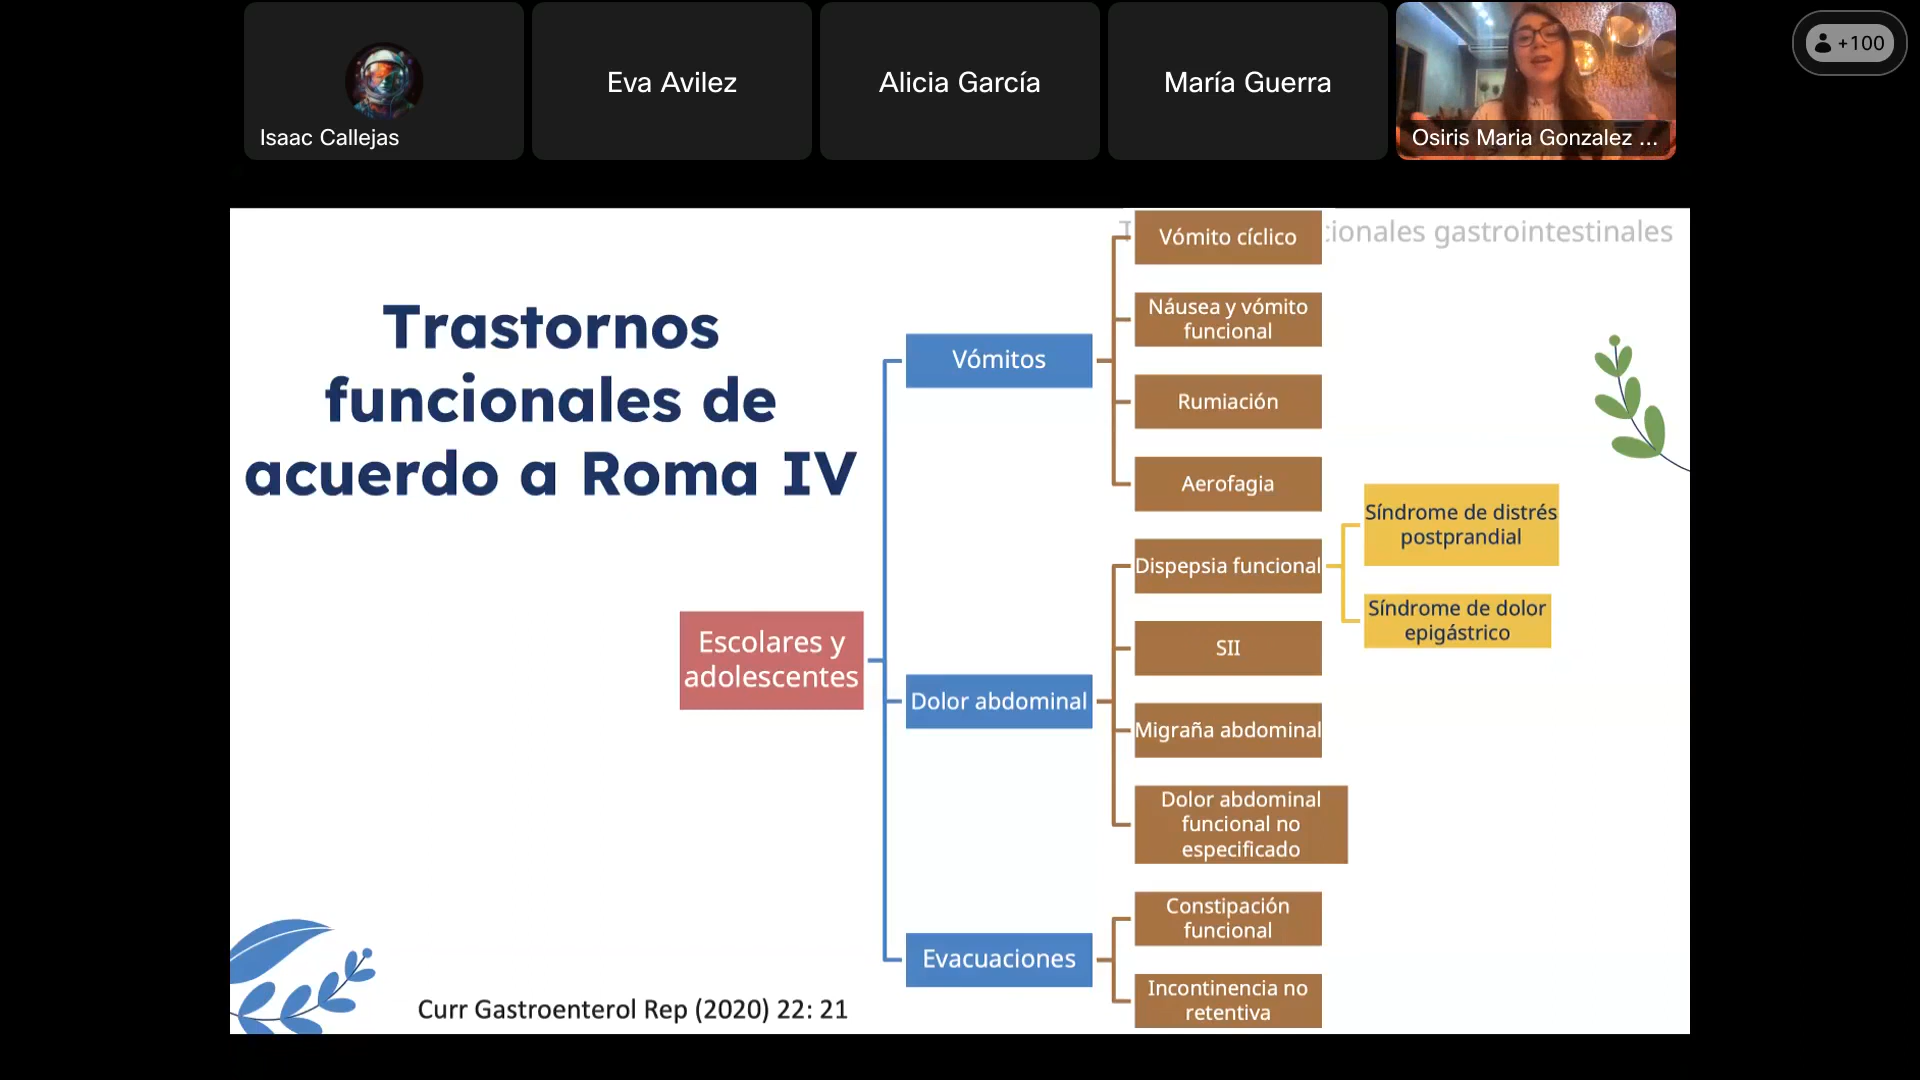 Isaac Callejas
Eva Avilez
Alicia García
María Guerra
Osiris Maria Gonzalez ...
+100
cionales gastrointestinales
Trastornos
funcionales de
acuerdo a Roma IV
Escolares y
adolescentes
Vómitos
Vómito cíclico
Náusea y vómito
funcional
Rumiación
Aerofagia
Dolor abdominal
Dispepsia funcional
Síndrome de distrés
postprandial
Síndrome de dolor
epigástrico
SII
Migraña abdominal
Dolor abdominal
funcional no
especificado
Evacuaciones
Constipación
funcional
Incontinencia no
retentiva
Curr Gastroenterol Rep (2020) 22: 21